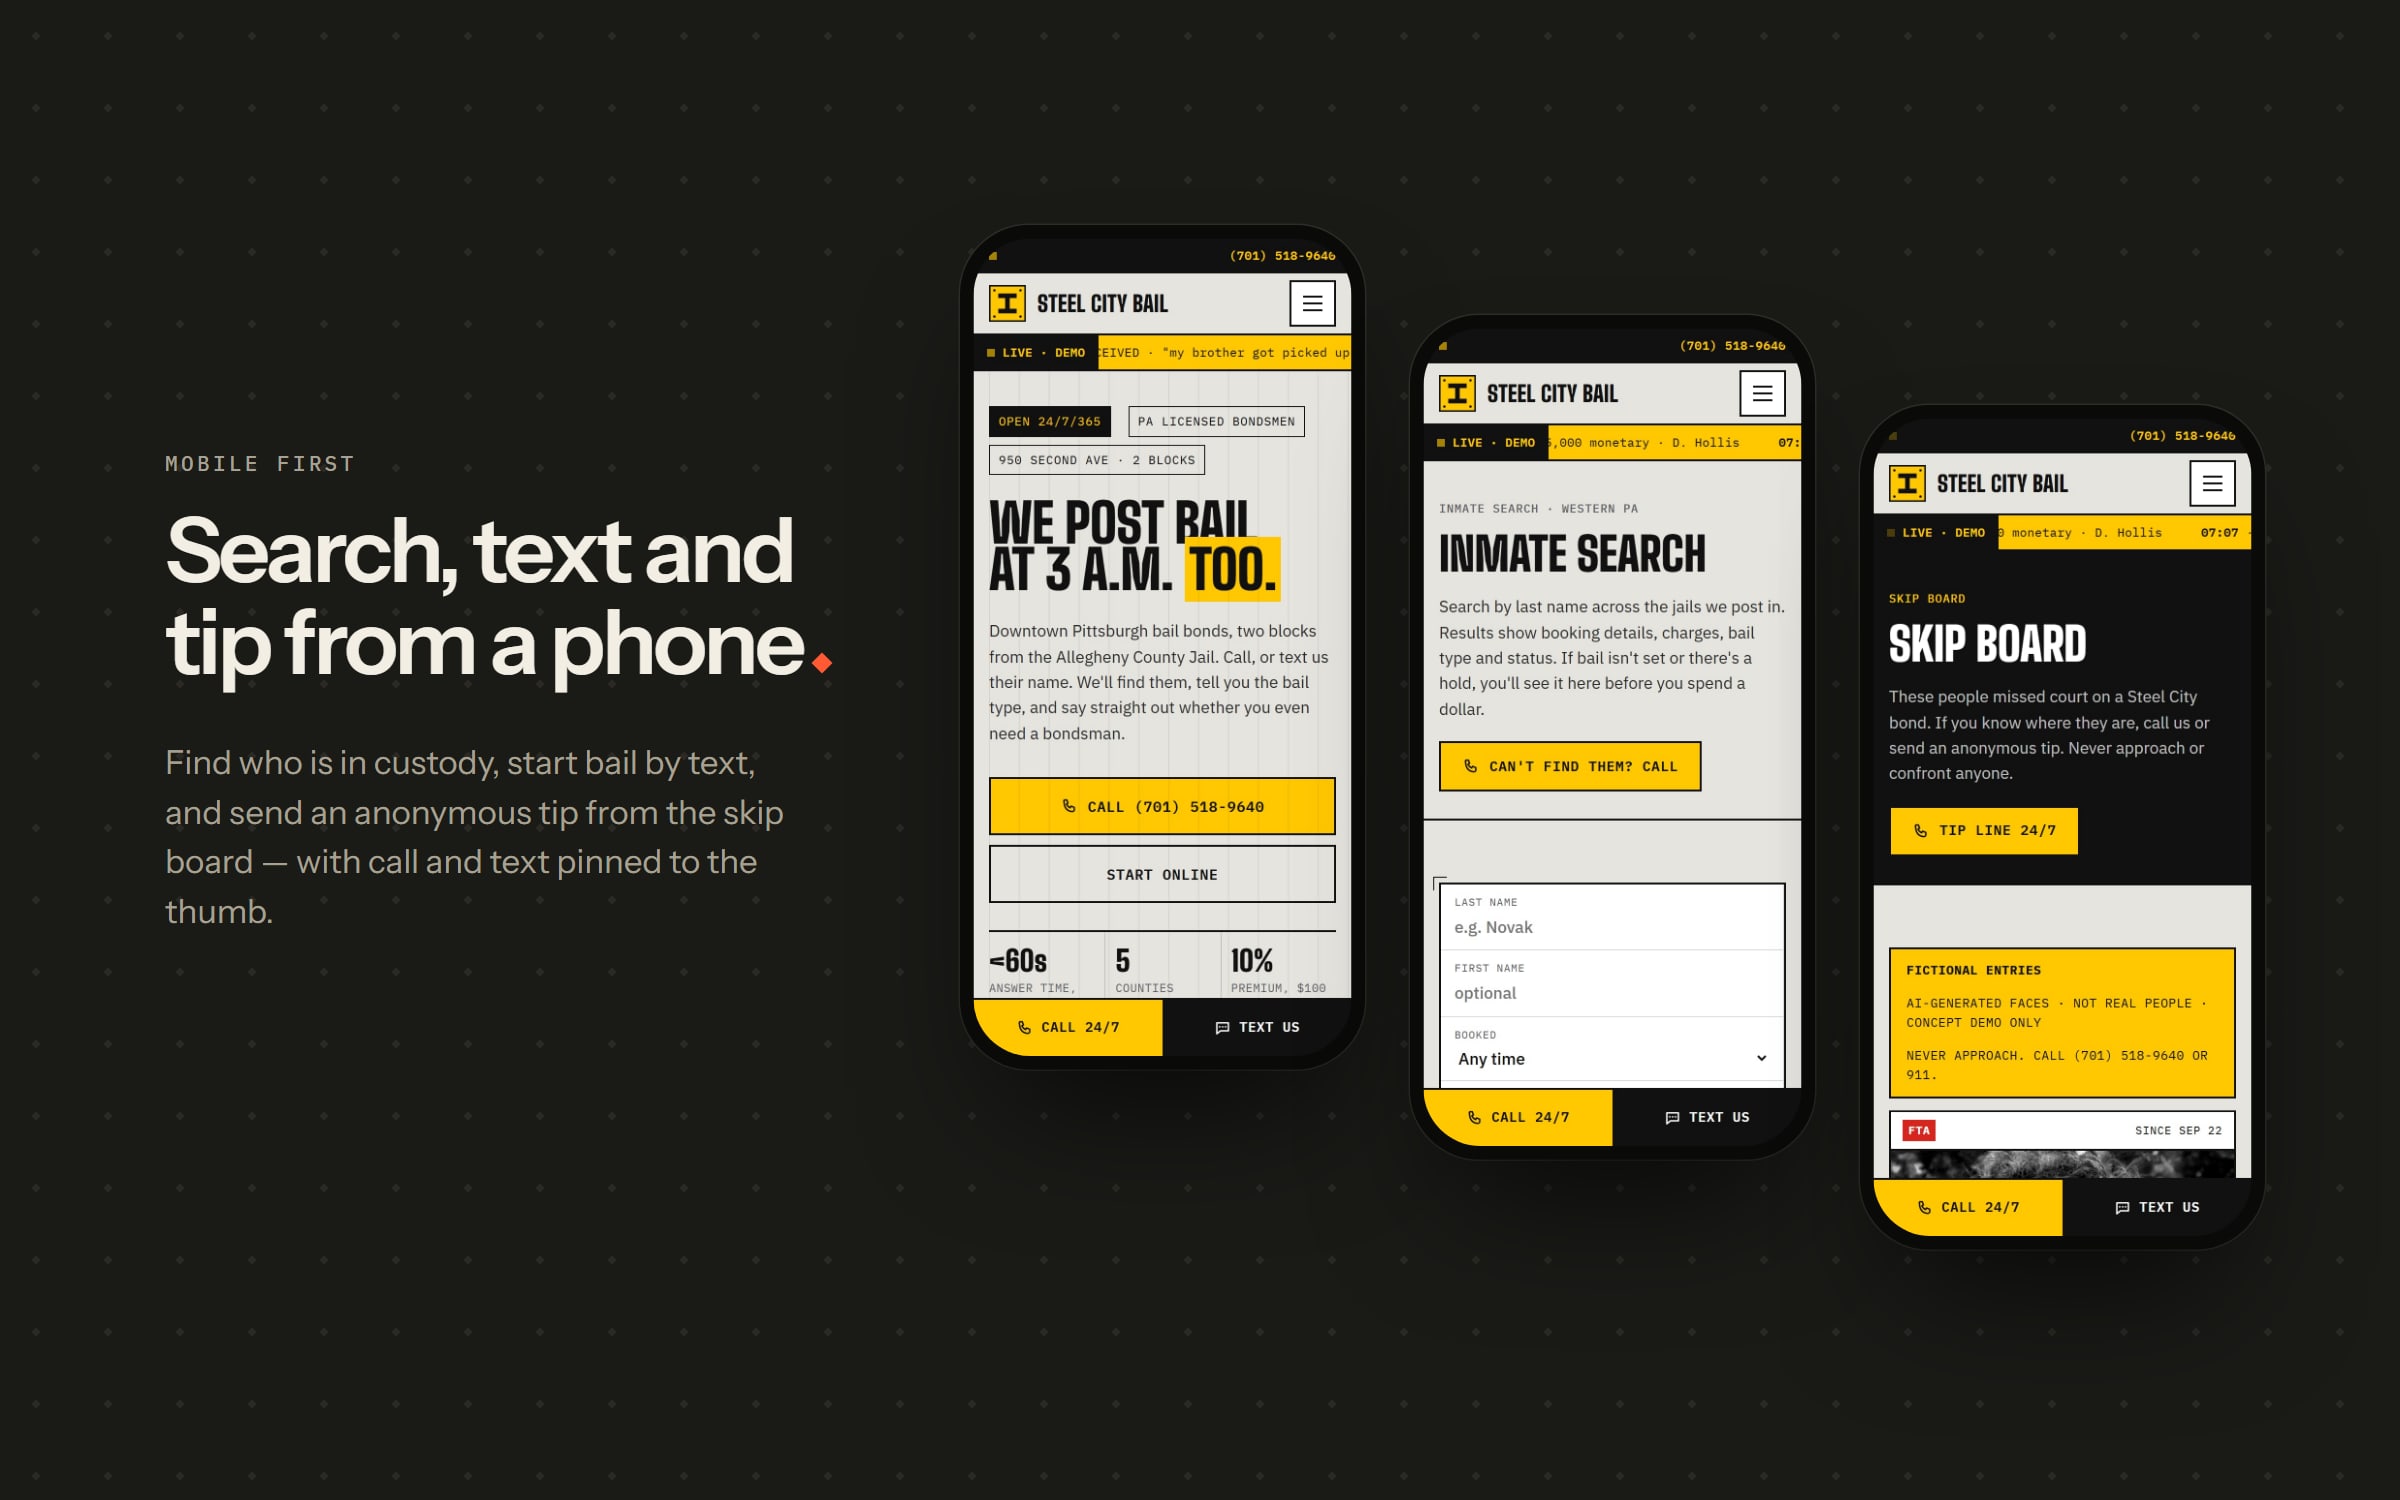 MOBILE FIRST
Search, text and
tip from a phone
Find who is in custody, start bail by text,
and send an anonymous tip from the skip
board — with call and text pinned to the
thumb.
(701) 518-9640
STEEL CITY BAIL
LIVE · DEMO
CEIVED · "my brother got picked up
OPEN 24/7/365
PA LICENSED BONDSMEN
950 SECOND AVE · 2 BLOCKS
WE POST BAIL
AT 3 A.M. TOO.
Downtown Pittsburgh bail bonds, two blocks
from the Allegheny County Jail. Call, or text us
their name. We'll find them, tell you the bail
type, and say straight out whether you even
need a bondsman.
CALL (701) 518-9640
START ONLINE
<60s
ANSWER TIME,
5
COUNTIES
10%
PREMIUM, $100
CALL 24/7
TEXT US
(701) 518-9640
STEEL CITY BAIL
LIVE · DEMO
5,000 monetary · D. Hollis 07:
INMATE SEARCH · WESTERN PA
INMATE SEARCH
Search by last name across the jails we post in.
Results show booking details, charges, bail
type and status. If bail isn't set or there's a
hold, you'll see it here before you spend a
dollar.
CAN'T FIND THEM? CALL
LAST NAME
e.g. Novak
FIRST NAME
optional
BOOKED
Any time
CALL 24/7
TEXT US
(701) 518-9640
STEEL CITY BAIL
LIVE · DEMO
0 monetary · D. Hollis 07:07
SKIP BOARD
SKIP BOARD
These people missed court on a Steel City
bond. If you know where they are, call us or
send an anonymous tip. Never approach or
confront anyone.
TIP LINE 24/7
FICTIONAL ENTRIES
AI-GENERATED FACES · NOT REAL PEOPLE ·
CONCEPT DEMO ONLY
NEVER APPROACH. CALL (701) 518-9640 OR
911.
FTA
SINCE SEP 22
CALL 24/7
TEXT US